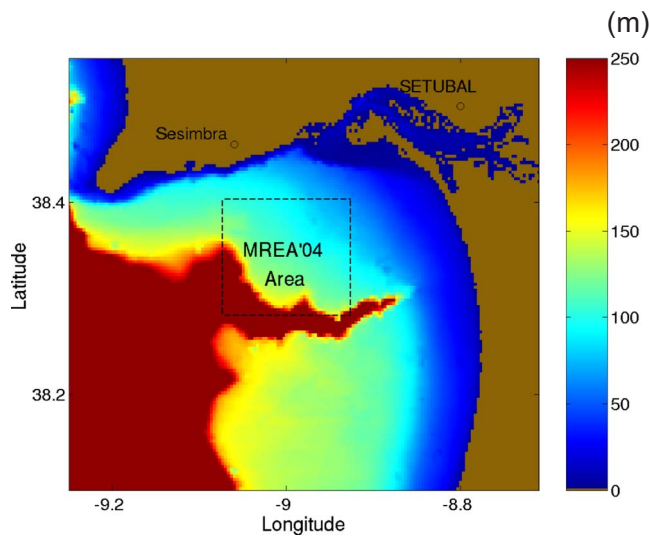 (m)
250
200
150
100
50
0
SETUBAL
Sesimbra
MREA'04
Area
38.4
38.2
Latitude
-9.2
-9
-8.8
Longitude